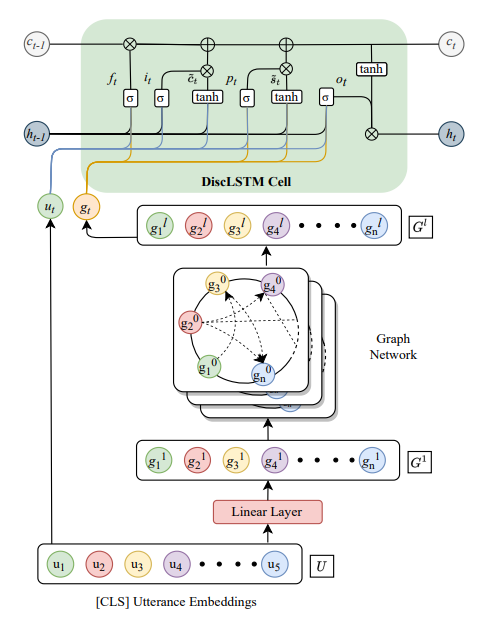 c_{t-1} c_t
tanh
f_t i_t c̃_t p_t s̃_t o_t
σ σ tanh σ tanh σ
h_{t-1} h_t
DiscLSTM Cell
u_t g_t
g_1^l g_2^l g_3^l g_4^l g_n^l G^l
g_3^0 g_4^0
g_2^0
g_1^0 g_n^0
Graph
Network
g_1^1 g_2^1 g_3^1 g_4^1 g_n^1 G^1
Linear Layer
u_1 u_2 u_3 u_4 u_5 U
[CLS] Utterance Embeddings